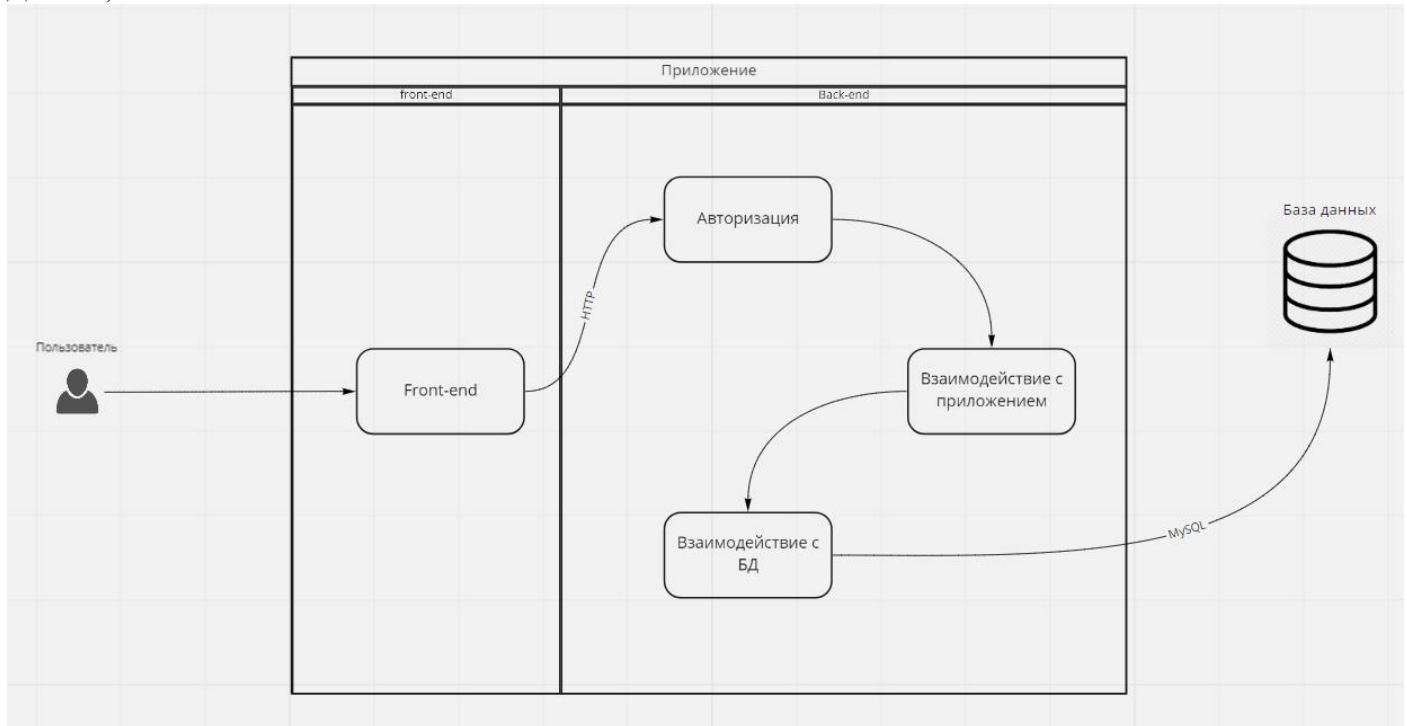 Приложение
front-end
Back-end
Авторизация
База данных
HTTP
Пользователь
Front-end
Взаимодействие с
приложением
Взаимодействие с
БД
MySQL